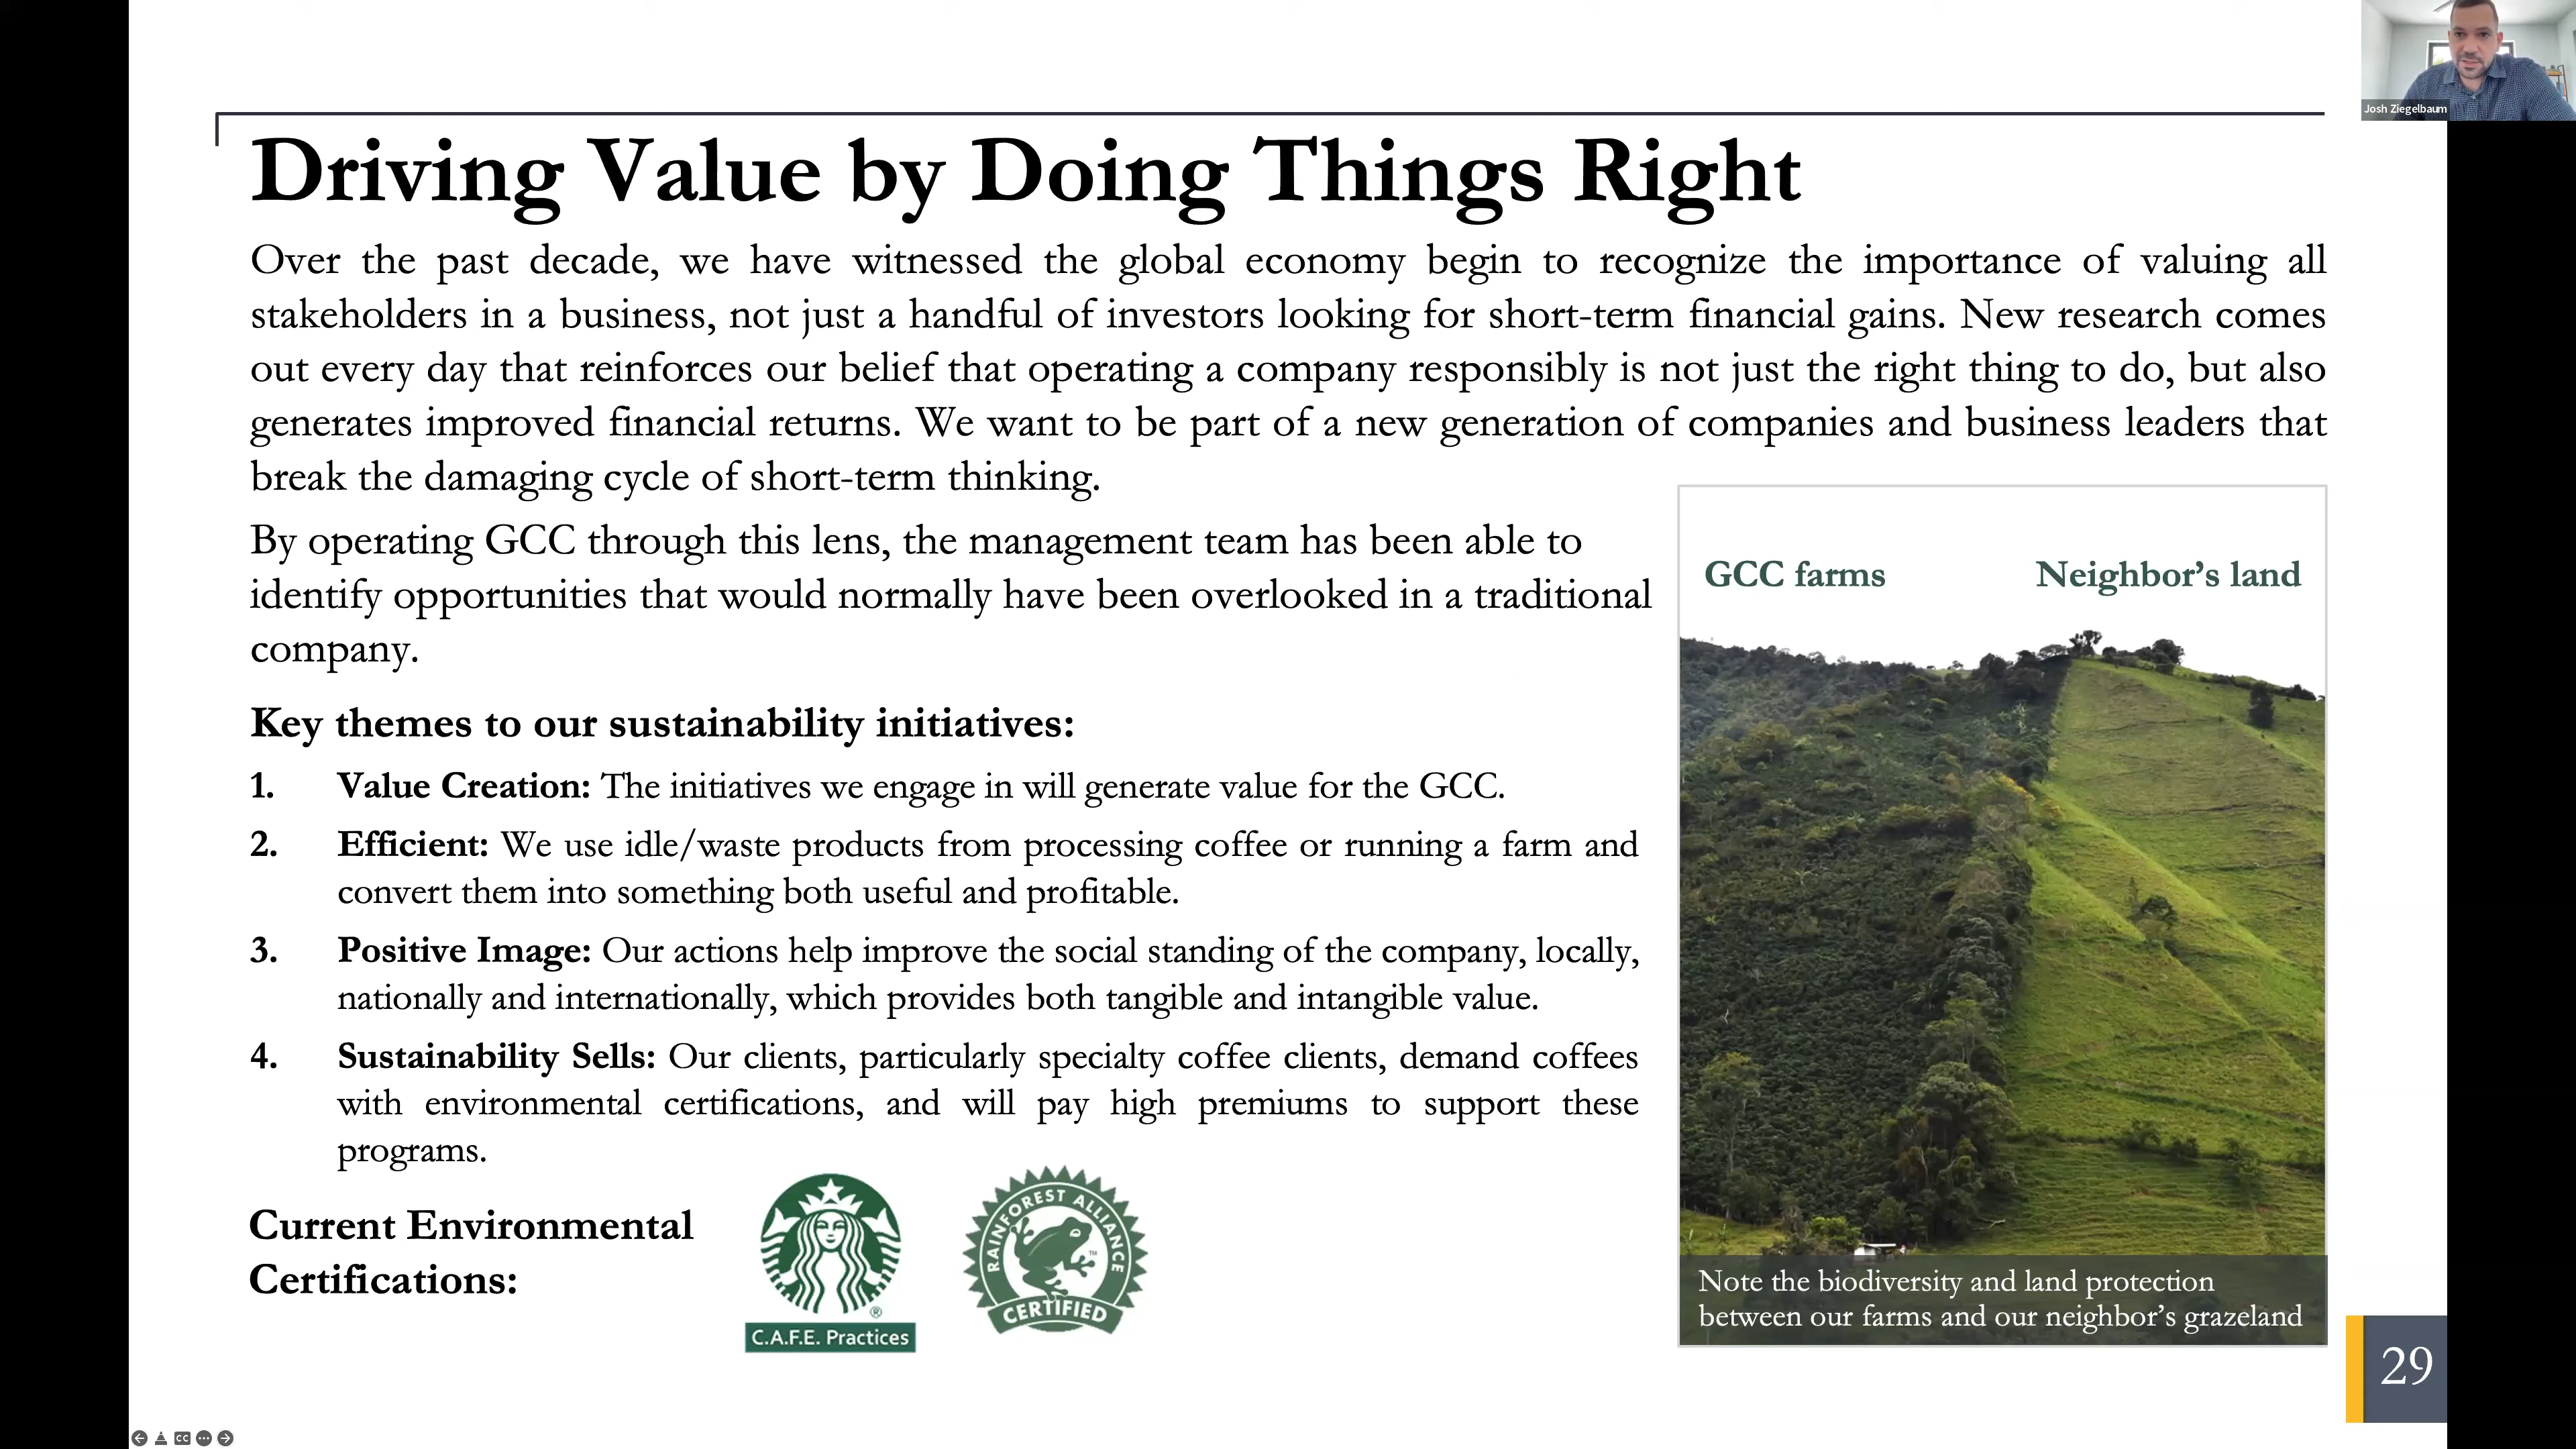 Josh Ziegelbaum
Driving Value by Doing Things Right
Over the past decade, we have witnessed the global economy begin to recognize the importance of valuing all
stakeholders in a business, not just a handful of investors looking for short-term financial gains. New research comes
out every day that reinforces our belief that operating a company responsibly is not just the right thing to do, but also
generates improved financial returns. We want to be part of a new generation of companies and business leaders that
break the damaging cycle of short-term thinking.
By operating GCC through this lens, the management team has been able to
identify opportunities that would normally have been overlooked in a traditional
company.
Key themes to our sustainability initiatives:
1. Value Creation: The initiatives we engage in will generate value for the GCC.
2. Efficient: We use idle/waste products from processing coffee or running a farm and
convert them into something both useful and profitable.
3. Positive Image: Our actions help improve the social standing of the company, locally,
nationally and internationally, which provides both tangible and intangible value.
4. Sustainability Sells: Our clients, particularly specialty coffee clients, demand coffees
with environmental certifications, and will pay high premiums to support these
programs.
Current Environmental
Certifications:
®
C.A.F.E. Practices
RAINFOREST ALLIANCE
TM
CERTIFIED
GCC farms
Neighbor's land
Note the biodiversity and land protection
between our farms and our neighbor's grazeland
29
CC